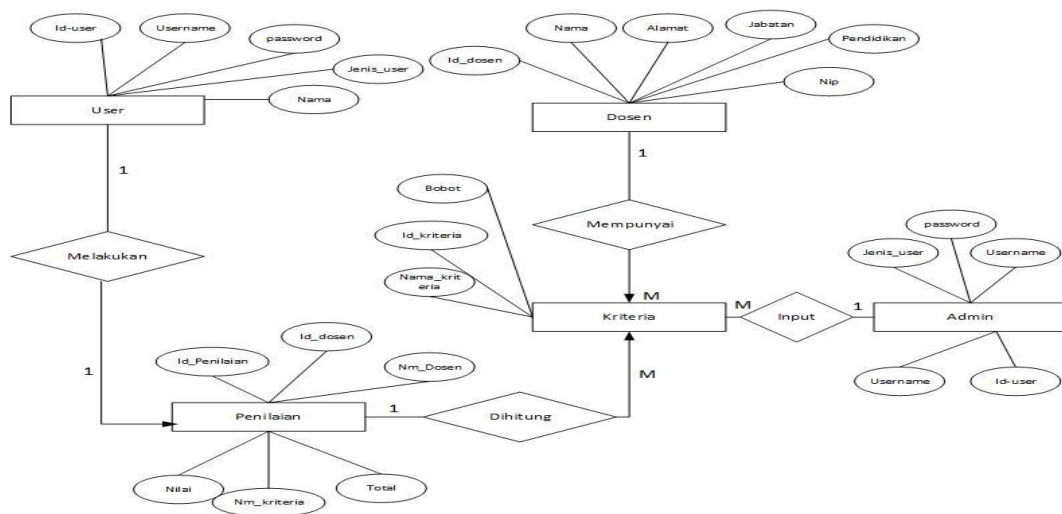 Id-user
Username
password
Jenis_user
Nama
User
1
Melakukan
1
Nama
Alamat
Jabatan
Pendidikan
Id_dosen
Nip
Dosen
1
Mempunyai
M
Bobot
Id_kriteria
Nama_krit
eria
Kriteria
M
Input
1
Admin
password
Jenis_user
Username
Username
Id-user
Id_dosen
Id_Penilaian
Nm_Dosen
Penilaian
1
Dihitung
M
Nilai
Nm_kriteria
Total